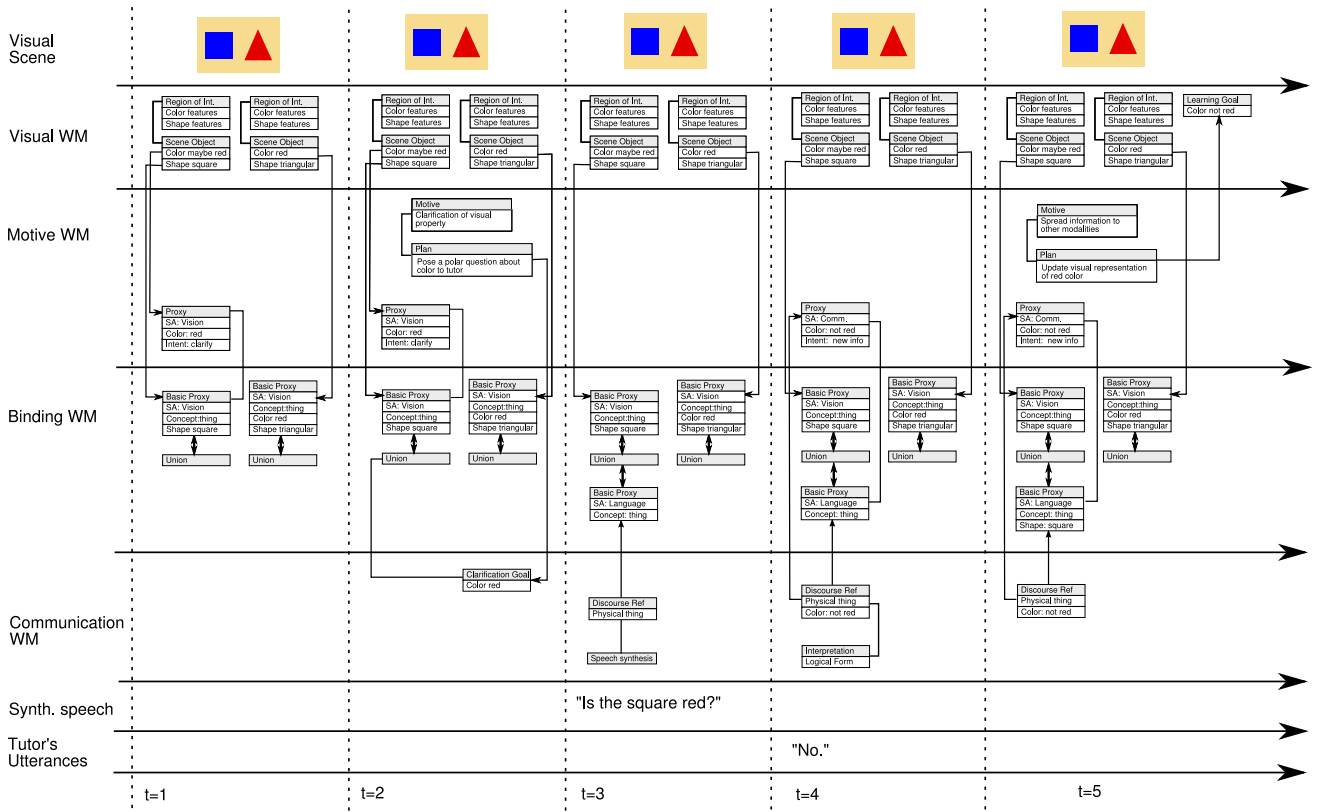 Visual
Scene
Visual WM
Region of Int.
Color features
Shape features
Scene Object
Color maybe red
Shape square
Region of Int.
Color features
Shape features
Scene Object
Color red
Shape triangular
Region of Int.
Color features
Shape features
Scene Object
Color maybe red
Shape square
Region of Int.
Color features
Shape features
Scene Object
Color red
Shape triangular
Region of Int.
Color features
Shape features
Scene Object
Color maybe red
Shape square
Region of Int.
Color features
Shape features
Scene Object
Color red
Shape triangular
Region of Int.
Color features
Shape features
Scene Object
Color maybe red
Shape square
Region of Int.
Color features
Shape features
Scene Object
Color red
Shape triangular
Region of Int.
Color features
Shape features
Scene Object
Color maybe red
Shape square
Region of Int.
Color features
Shape features
Scene Object
Color red
Shape triangular
Learning Goal
Color not red
Motive WM
Proxy
SA: Vision
Color: red
Intent: clarify
Motive
Clarification of visual
property
Plan
Pose a polar question about
color to tutor
Proxy
SA: Vision
Color: red
Intent: clarify
Proxy
SA: Comm.
Color: not red
Intent: new info
Motive
Spread information to
other modalities
Plan
Update visual representation
of red color
Proxy
SA: Comm.
Color: not red
Intent: new info
Binding WM
Basic Proxy
SA: Vision
Concept:thing
Shape square
Union
Basic Proxy
SA: Vision
Concept:thing
Color red
Shape triangular
Union
Basic Proxy
SA: Vision
Concept:thing
Shape square
Union
Basic Proxy
SA: Vision
Concept:thing
Color red
Shape triangular
Union
Basic Proxy
SA: Vision
Concept:thing
Shape square
Union
Basic Proxy
SA: Language
Concept: thing
Basic Proxy
SA: Vision
Concept:thing
Color red
Shape triangular
Union
Basic Proxy
SA: Vision
Concept:thing
Shape square
Union
Basic Proxy
SA: Language
Concept: thing
Basic Proxy
SA: Vision
Concept:thing
Color red
Shape triangular
Union
Basic Proxy
SA: Vision
Concept:thing
Shape square
Union
Basic Proxy
SA: Language
Concept: thing
Shape: square
Basic Proxy
SA: Vision
Concept:thing
Color red
Shape triangular
Union
Communication
WM
Clarification Goal
Color red
Discourse Ref
Physical thing
Speech synthesis
Discourse Ref
Physical thing
Color: not red
Interpretation
Logical Form
Discourse Ref
Physical thing
Color: not red
Synth. speech
"Is the square red?"
Tutor's
Utterances
"No."
t=1
t=2
t=3
t=4
t=5